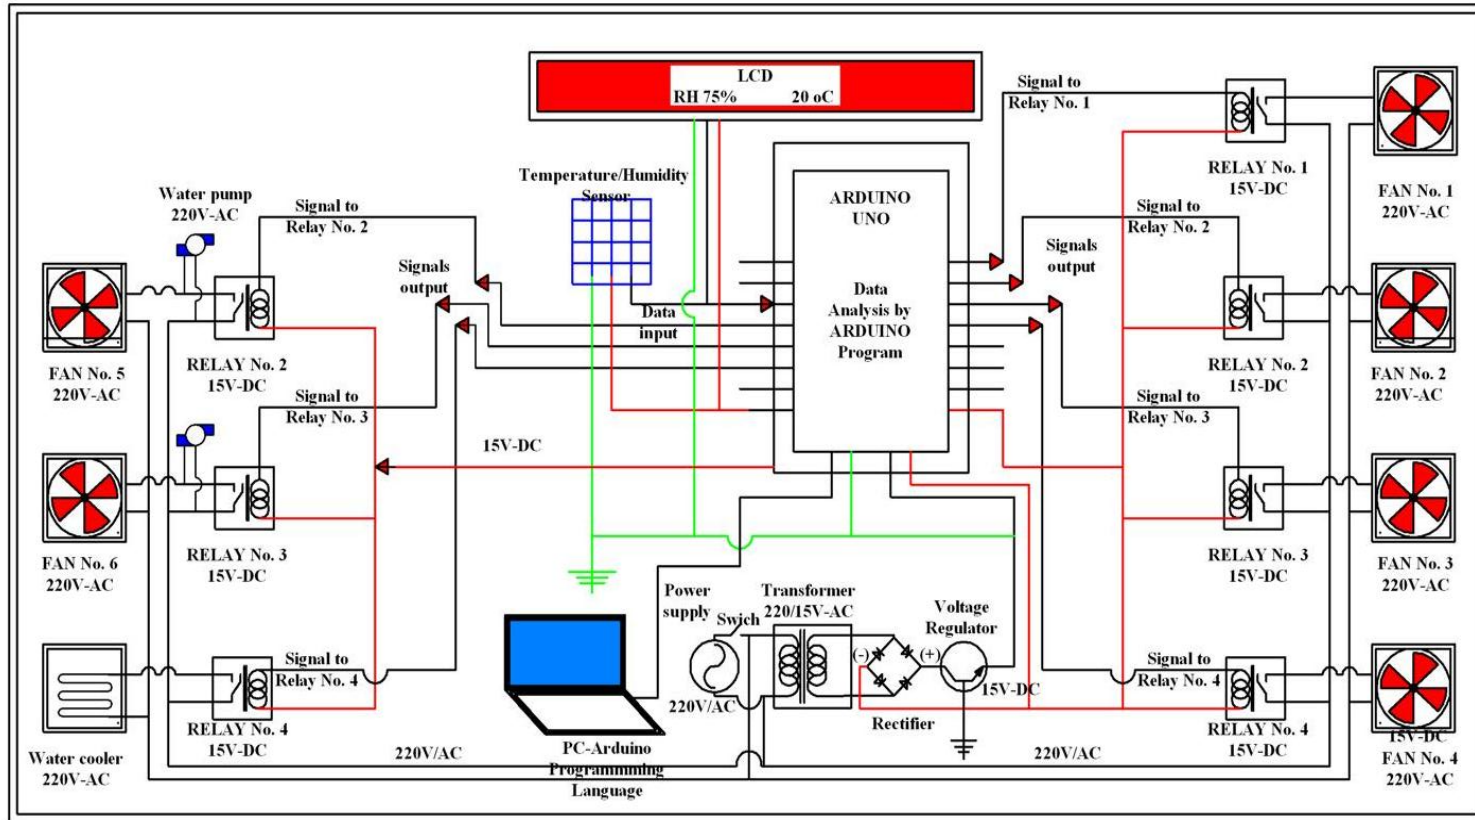 LCD
RH 75% 20 oC
Temperature/Humidity
Sensor
ARDUINO
UNO
Data
Analysis by
ARDUINO
Program
Data
input
Water pump
220V-AC
Signal to
Relay No. 2
Signals
output
FAN No. 5
220V-AC
RELAY No. 2
15V-DC
Signal to
Relay No. 3
15V-DC
FAN No. 6
220V-AC
RELAY No. 3
15V-DC
Signal to
Relay No. 4
RELAY No. 4
15V-DC
Water cooler
220V-AC
220V/AC
PC-Arduino
Programmming
Language
Power
supply
Swich
220V/AC
Transformer
220/15V-AC
(-)
(+)
Rectifier
Voltage
Regulator
15V-DC
220V/AC
Signal to
Relay No. 1
RELAY No. 1
15V-DC
FAN No. 1
220V-AC
Signal to
Relay No. 2
Signals
output
RELAY No. 2
15V-DC
FAN No. 2
220V-AC
Signal to
Relay No. 3
RELAY No. 3
15V-DC
FAN No. 3
220V-AC
Signal to
Relay No. 4
RELAY No. 4
15V-DC
15V-DC
FAN No. 4
220V-AC